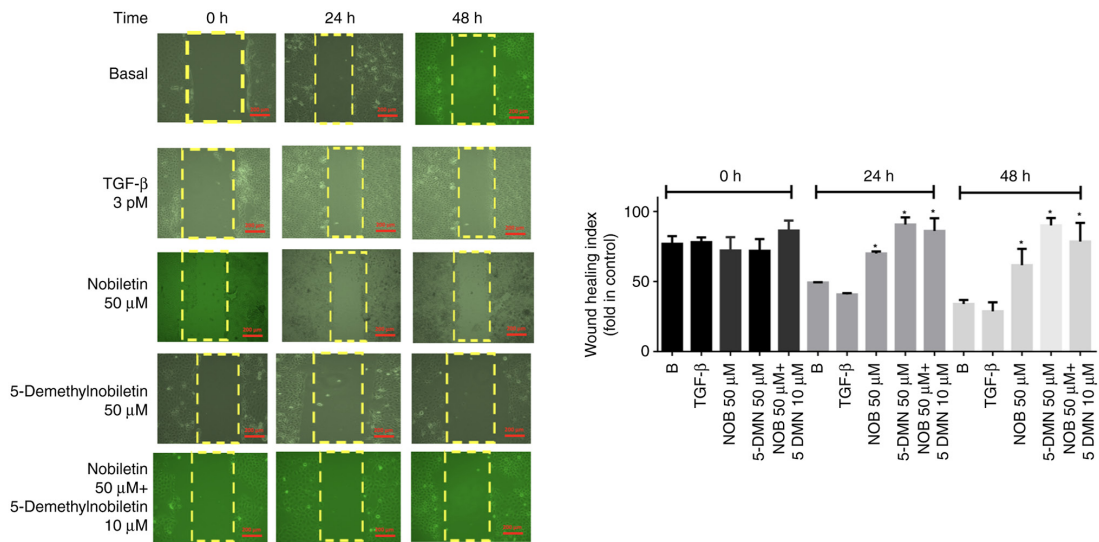 Time 0 h 24 h 48 h
Basal
TGF-β
3 pM
Nobiletin
50 μM
5-Demethylnobiletin
50 μM
Nobiletin
50 μM+
5-Demethylnobiletin
10 μM
0 h 24 h 48 h
Wound healing index
(fold in control)
100
50
0
B
TGF-β
NOB 50 μM
5-DMN 50 μM
NOB 50 μM+
5 DMN 10 μM
B
TGF-β
NOB 50 μM
5-DMN 50 μM
NOB 50 μM+
5 DMN 10 μM
B
TGF-β
NOB 50 μM
5-DMN 50 μM
NOB 50 μM+
5 DMN 10 μM